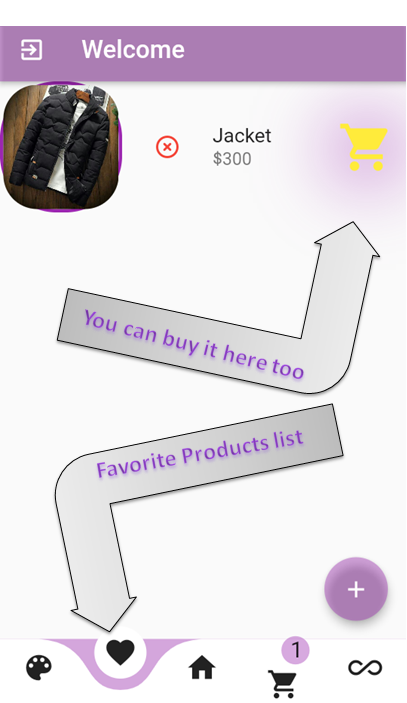 Welcome
Jacket
$300
You can buy it here too
Favorite Products list
1